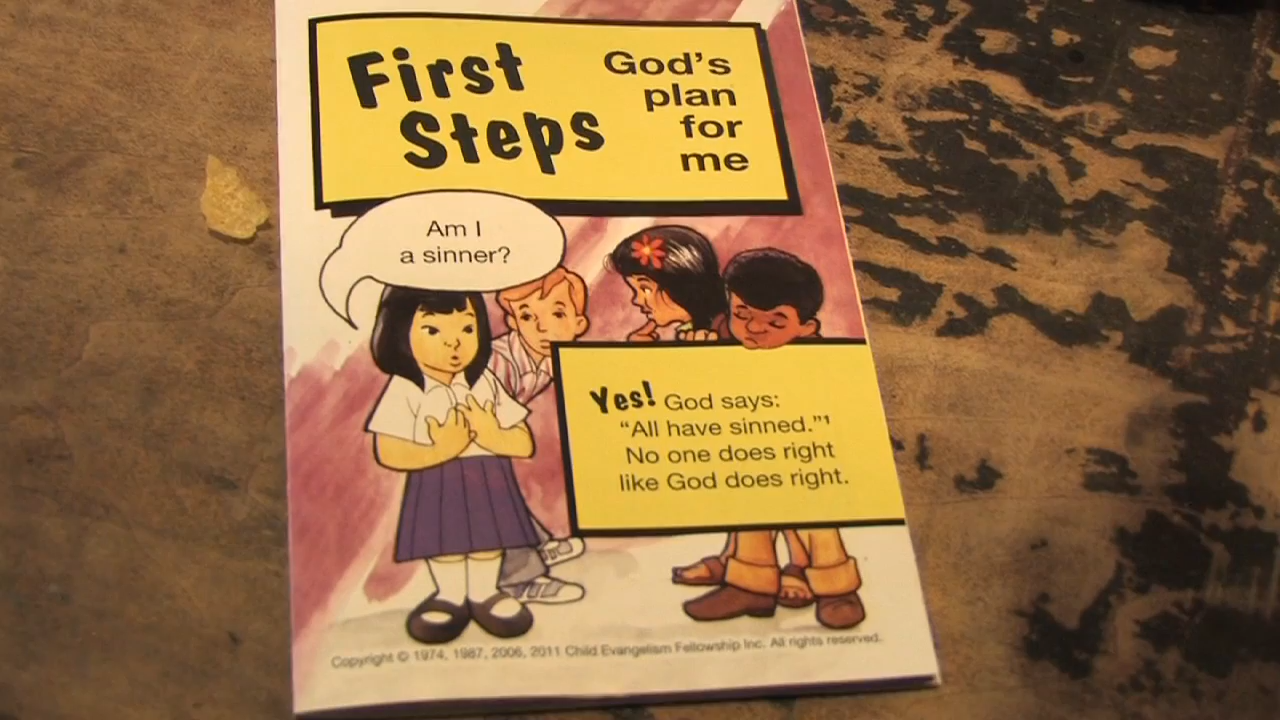 First
Steps
God's
plan
for
me
Am I
a sinner?
Yes! God says:
“All have sinned.”¹
No one does right
like God does right.
Copyright © 1974, 1987, 2006, 2011 Child Evangelism Fellowship Inc. All rights reserved.